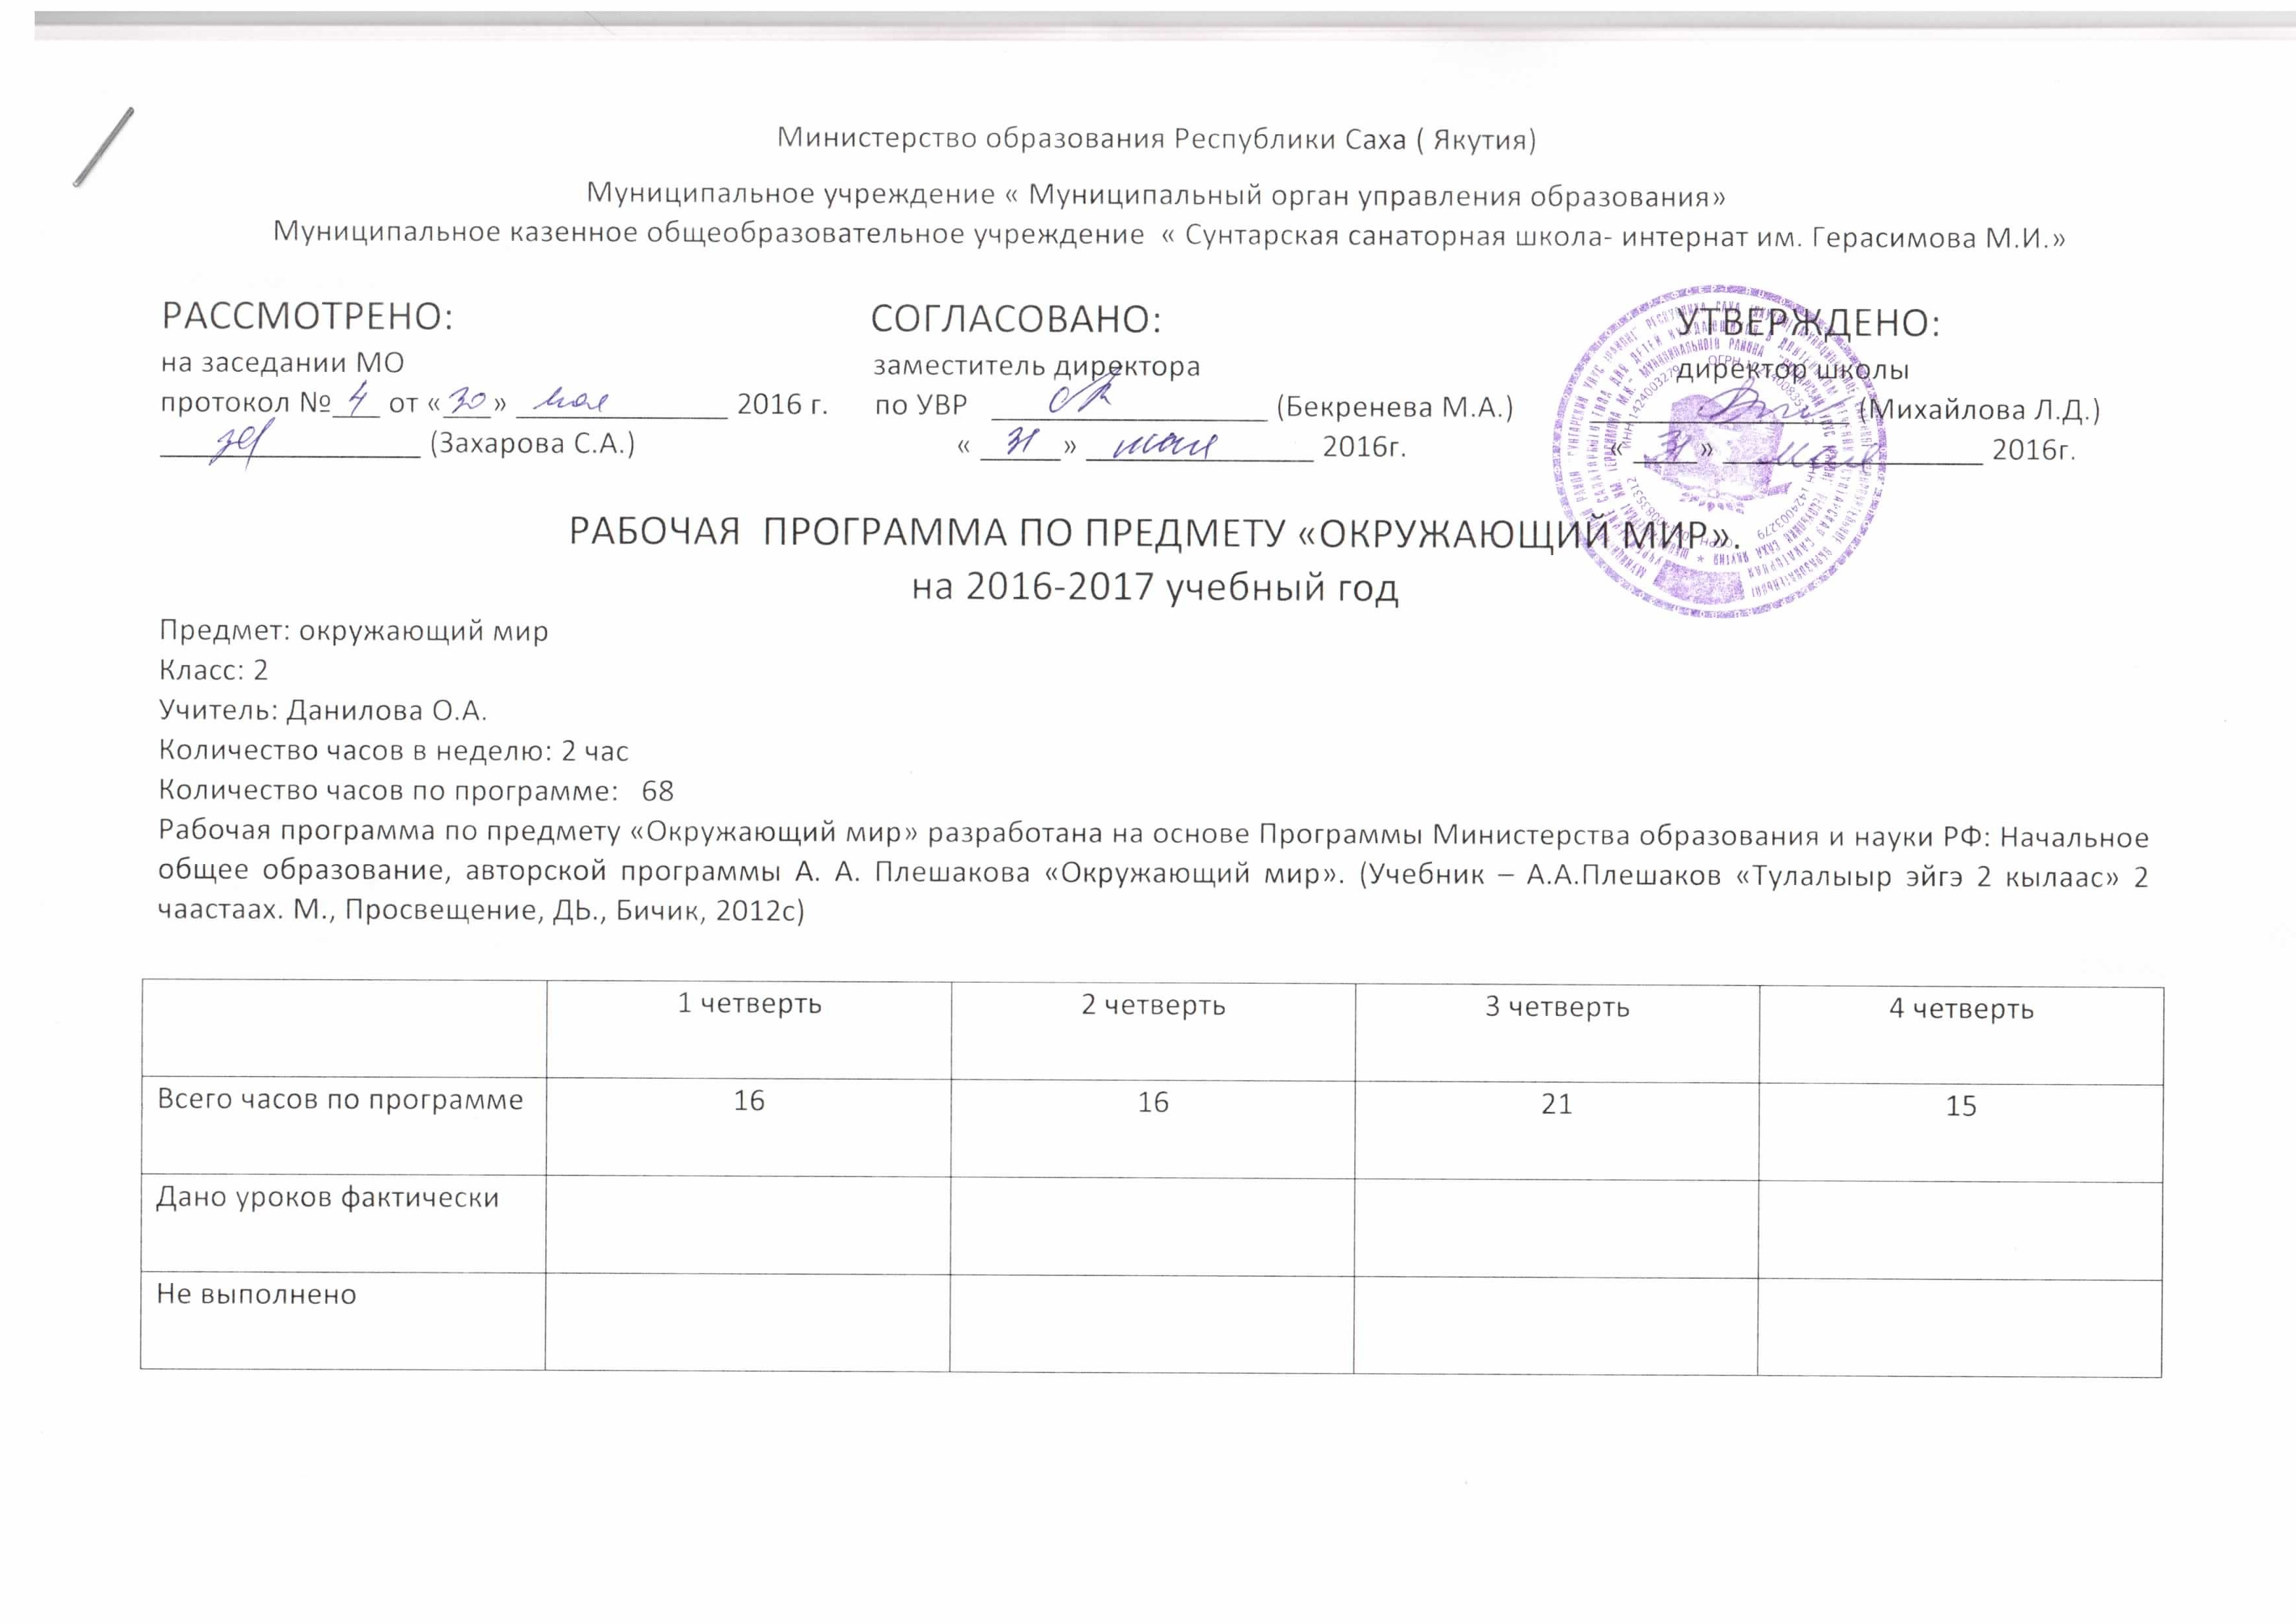 Министерство образования Республики Саха ( Якутия)
Муниципальное учреждение « Муниципальный орган управления образования»
Муниципальное казенное общеобразовательное учреждение « Сунтарская санаторная школа- интернат им. Герасимова М.И.»
РАССМОТРЕНО:
на заседании МО
протокол № 4 от «30» мая 2016 г.
(Захарова С.А.)
СОГЛАСОВАНО:
заместитель директора
по УВР (Бекренева М.А.)
« 31 » мая 2016г.
УТВЕРЖДЕНО:
директор школы
(Михайлова Л.Д.)
« 31 » мая 2016г.
РАБОЧАЯ ПРОГРАММА ПО ПРЕДМЕТУ «ОКРУЖАЮЩИЙ МИР».
на 2016-2017 учебный год
Предмет: окружающий мир
Класс: 2
Учитель: Данилова О.А.
Количество часов в неделю: 2 час
Количество часов по программе: 68
Рабочая программа по предмету «Окружающий мир» разработана на основе Программы Министерства образования и науки РФ: Начальное
общее образование, авторской программы А. А. Плешакова «Окружающий мир». (Учебник – А.А.Плешаков «Тулалыыр эйгэ 2 кылаас» 2
чаастаах. М., Просвещение, ДЬ., Бичик, 2012с)
1 четверть 2 четверть 3 четверть 4 четверть
Всего часов по программе 16 16 21 15
Дано уроков фактически
Не выполнено